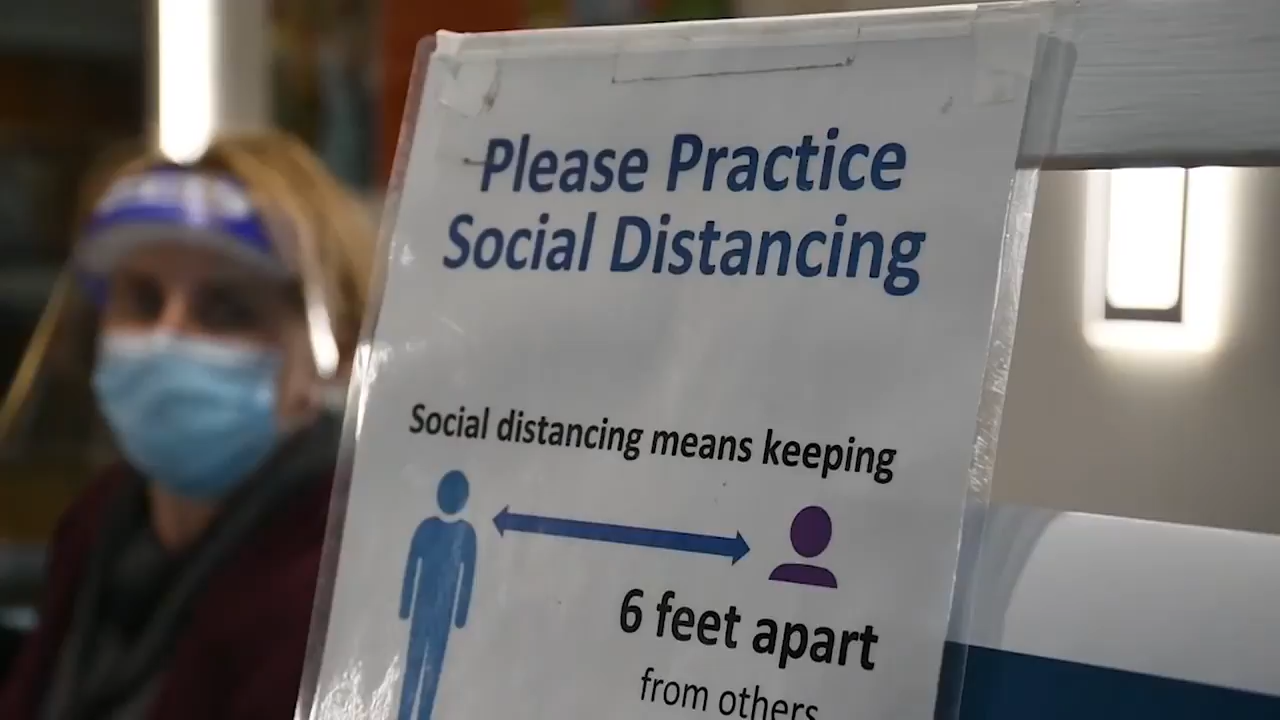 Please Practice
Social Distancing
Social distancing means keeping
6 feet apart
from others